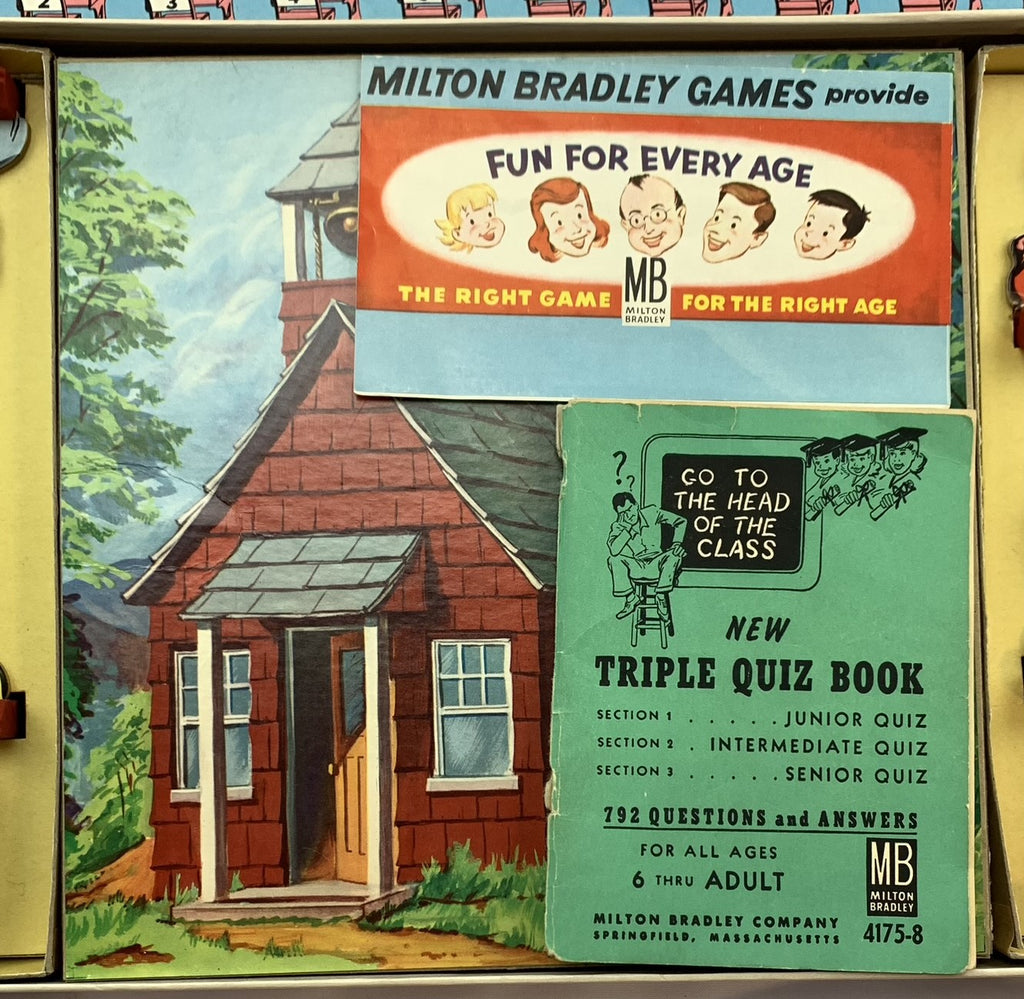 2
3
MILTON BRADLEY GAMES provide
FUN FOR EVERY AGE
THE RIGHT GAME MB FOR THE RIGHT AGE
MILTON
BRADLEY
? ?
GO TO
THE HEAD
OF THE
CLASS
NEW
TRIPLE QUIZ BOOK
SECTION 1 . . . . . JUNIOR QUIZ
SECTION 2 . INTERMEDIATE QUIZ
SECTION 3 . . . . . SENIOR QUIZ
792 QUESTIONS and ANSWERS
FOR ALL AGES
6 THRU ADULT
MB
MILTON
BRADLEY
MILTON BRADLEY COMPANY
SPRINGFIELD, MASSACHUSETTS
4175-8